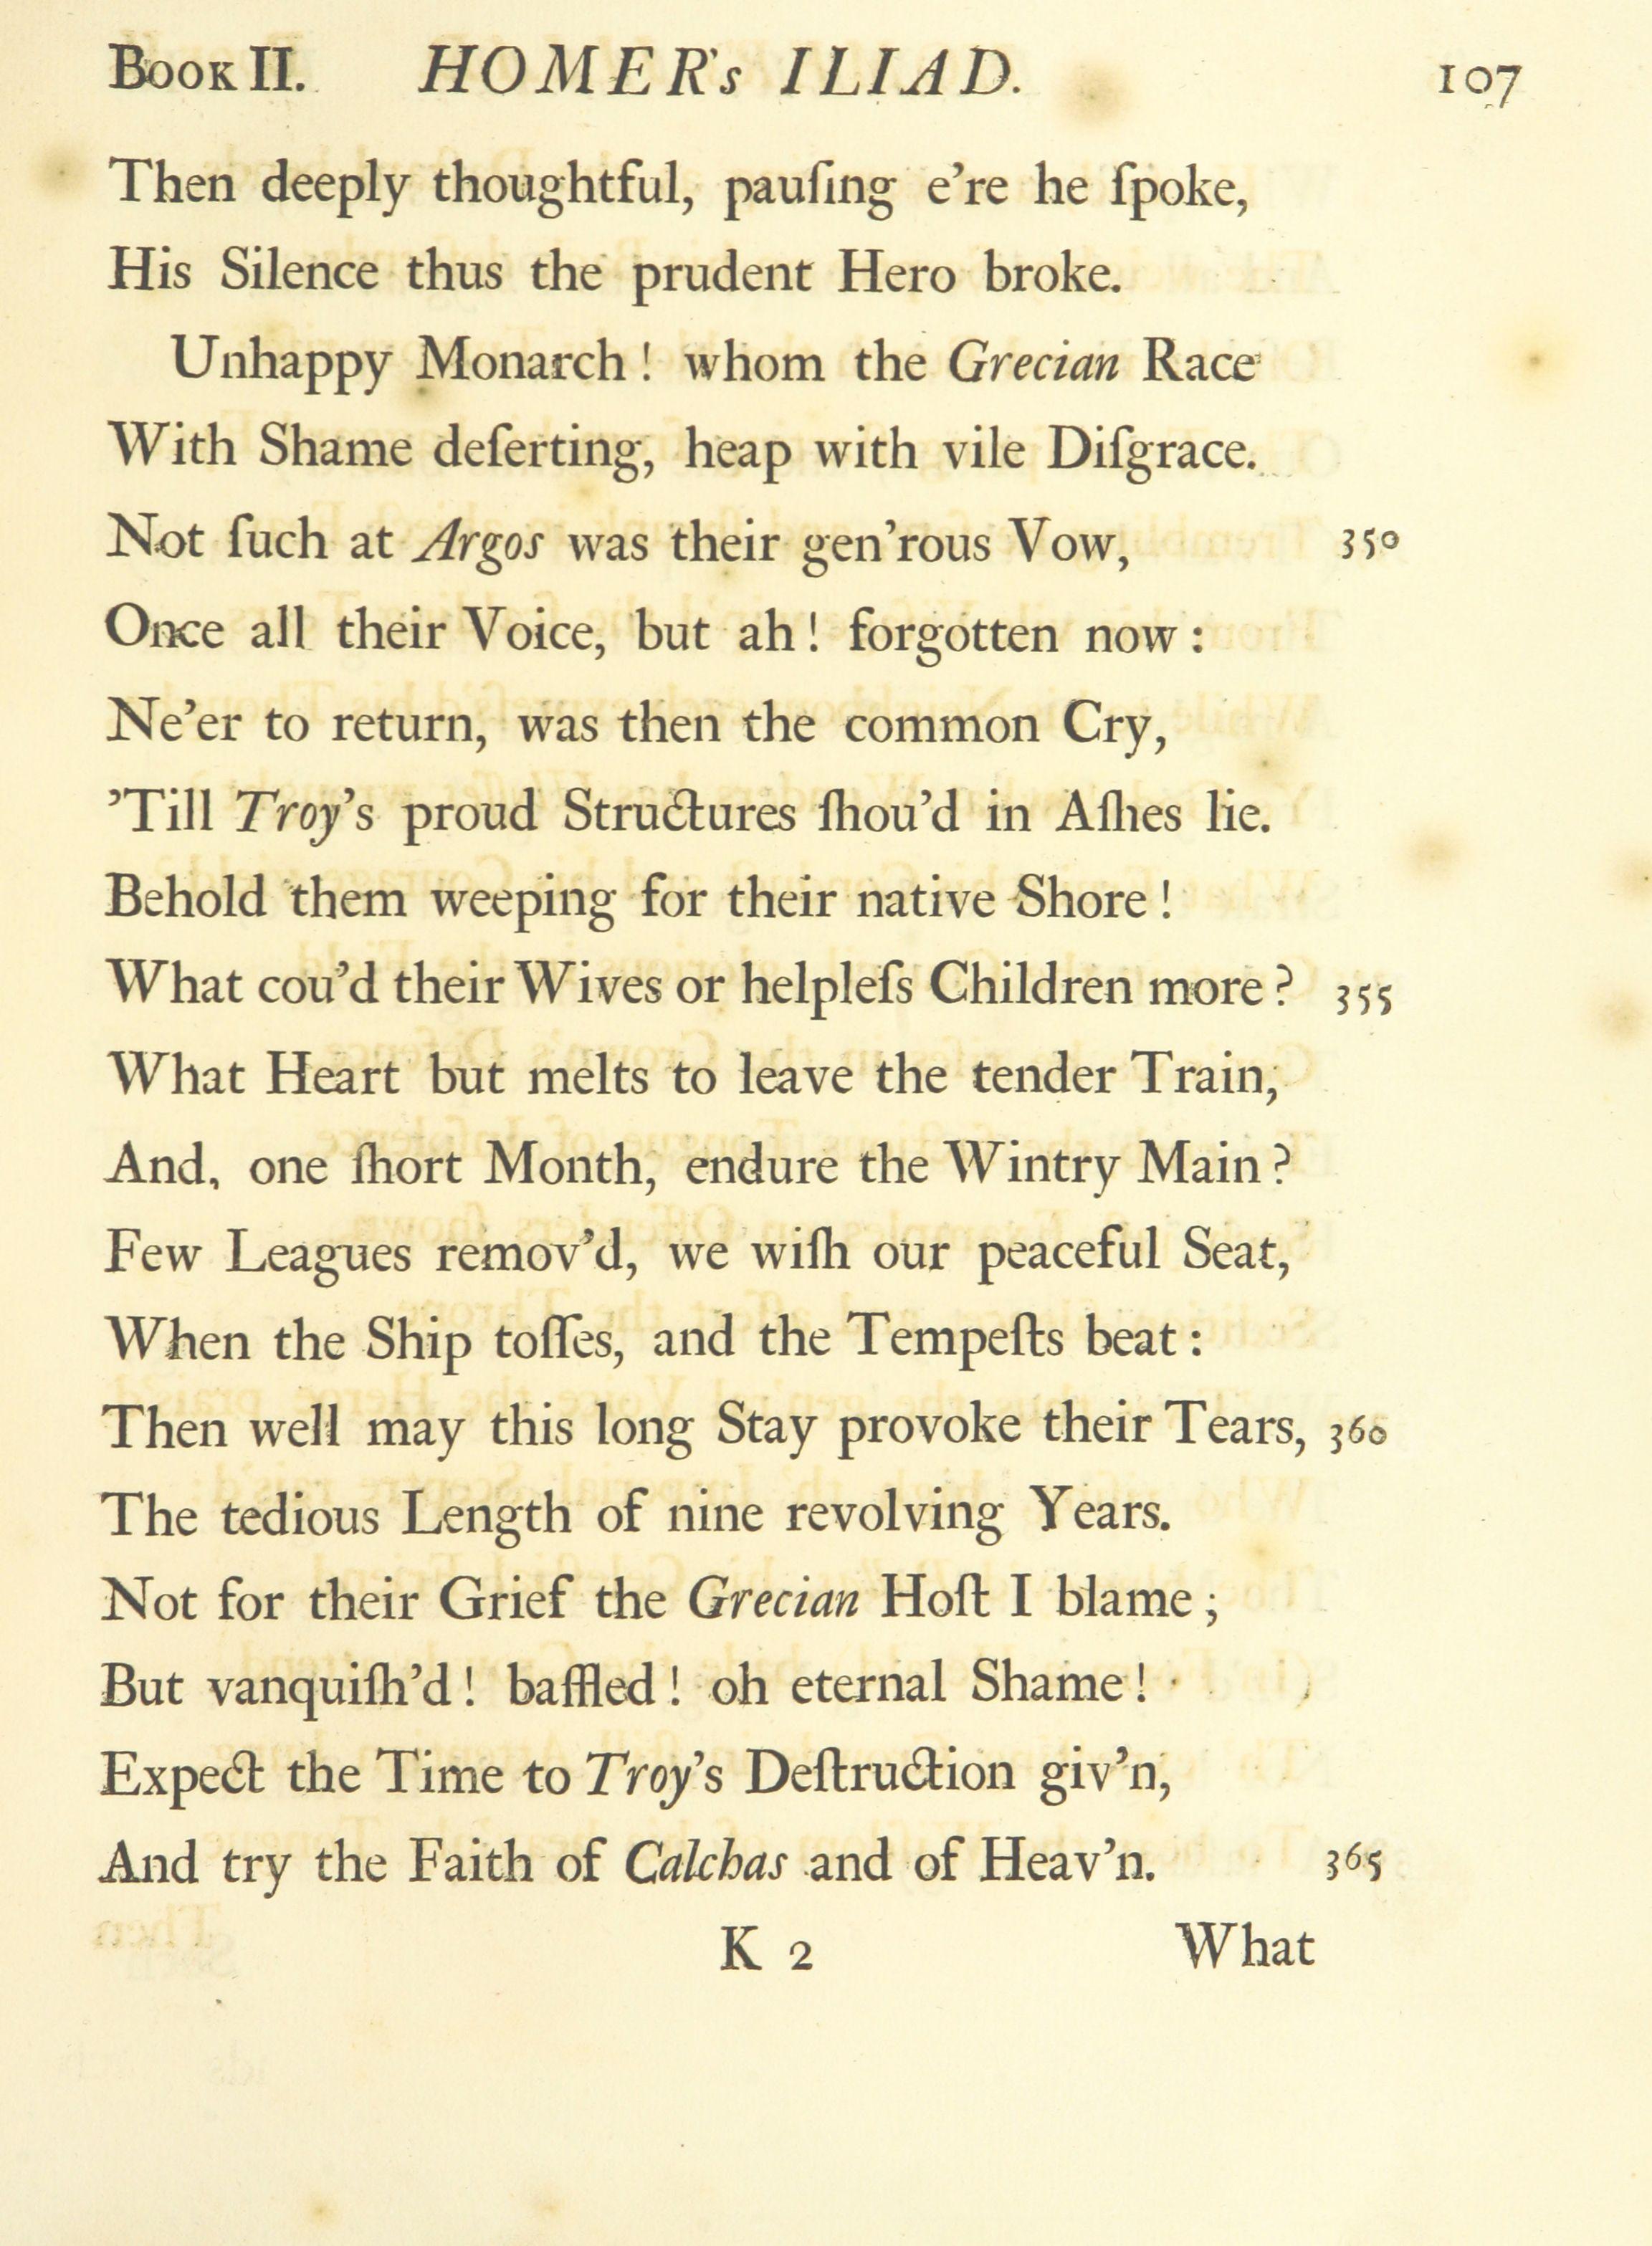 BOOK II. HOMER's ILIAD. 107
Then deeply thoughtful, pauſing e're he ſpoke,
His Silence thus the prudent Hero broke.
Unhappy Monarch! whom the Grecian Race
With Shame deſerting, heap with vile Diſgrace.
Not ſuch at Argos was their gen'rous Vow, 350
Once all their Voice, but ah! forgotten now:
Ne'er to return, was then the common Cry,
'Till Troy's proud Structures ſhou'd in Aſhes lie.
Behold them weeping for their native Shore!
What cou'd their Wives or helpleſs Children more? 355
What Heart but melts to leave the tender Train,
And, one ſhort Month, endure the Wintry Main?
Few Leagues remov'd, we wiſh our peaceful Seat,
When the Ship toſſes, and the Tempeſts beat:
Then well may this long Stay provoke their Tears, 360
The tedious Length of nine revolving Years.
Not for their Grief the Grecian Hoſt I blame;
But vanquiſh'd! baffled! oh eternal Shame!
Expect the Time to Troy's Deſtruction giv'n,
And try the Faith of Calchas and of Heav'n. 365
K 2 What